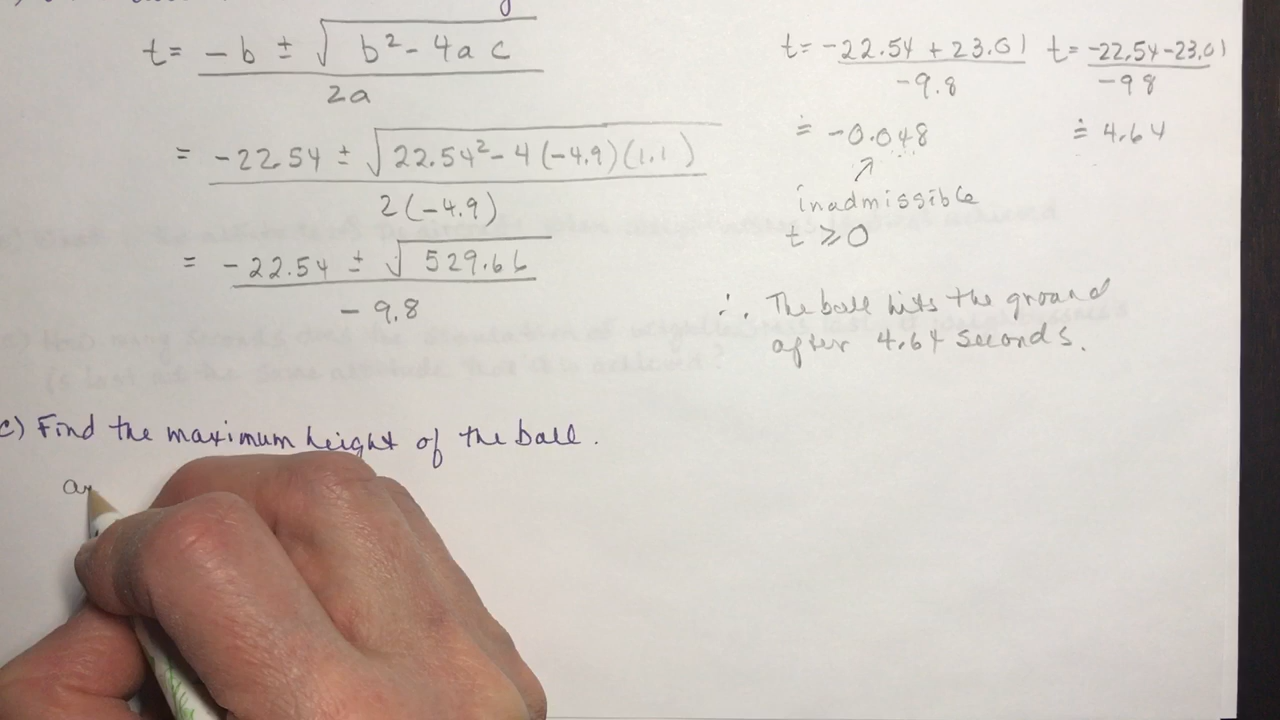 t = -b ± √b² - 4ac
2a
= -22.54 ± √22.54² - 4(-4.9)(1.1)
2(-4.9)
= -22.54 ± √529.66
-9.8
t = -22.54 + 23.01
-9.8
≐ -0.048
inadmissible
t ≥ 0
t = -22.54 - 23.01
-98
≐ 4.64
∴ The ball hits the ground
after 4.64 seconds.
c) Find the maximum height of the ball.